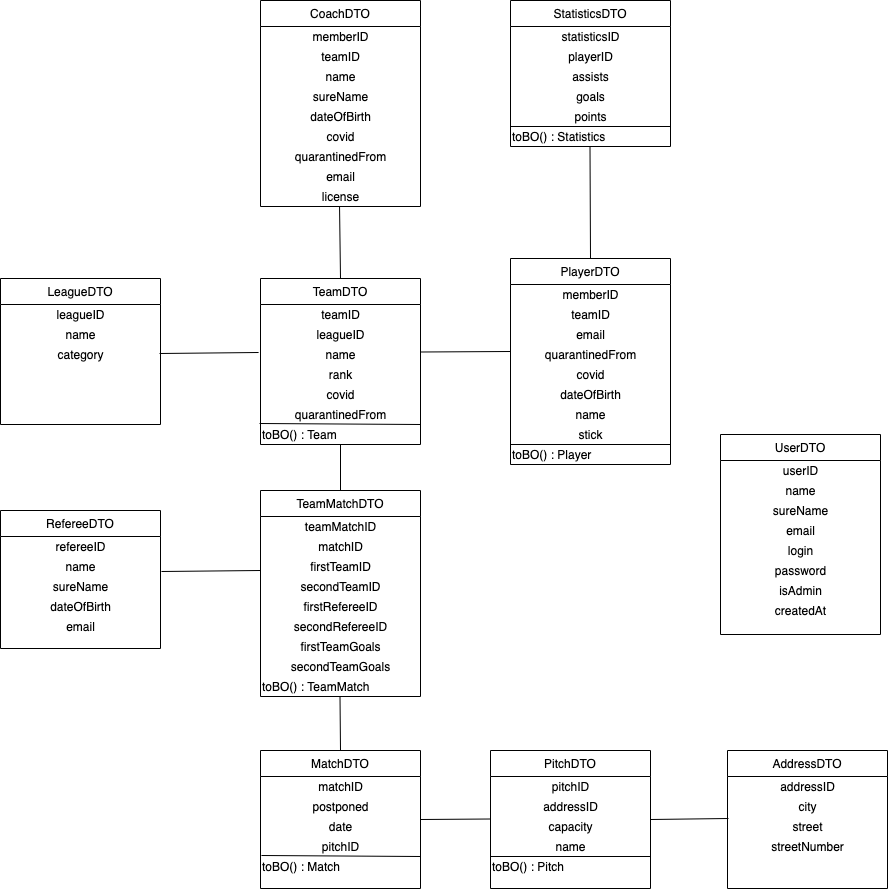 CoachDTO
memberID
teamID
name
sureName
dateOfBirth
covid
quarantinedFrom
email
license
StatisticsDTO
statisticsID
playerID
assists
goals
points
toBO() : Statistics
LeagueDTO
leagueID
name
category
TeamDTO
teamID
leagueID
name
rank
covid
quarantinedFrom
toBO() : Team
PlayerDTO
memberID
teamID
email
quarantinedFrom
covid
dateOfBirth
name
stick
toBO() : Player
UserDTO
userID
name
sureName
email
login
password
isAdmin
createdAt
RefereeDTO
refereeID
name
sureName
dateOfBirth
email
TeamMatchDTO
teamMatchID
matchID
firstTeamID
secondTeamID
firstRefereeID
secondRefereeID
firstTeamGoals
secondTeamGoals
toBO() : TeamMatch
MatchDTO
matchID
postponed
date
pitchID
toBO() : Match
PitchDTO
pitchID
addressID
capacity
name
toBO() : Pitch
AddressDTO
addressID
city
street
streetNumber